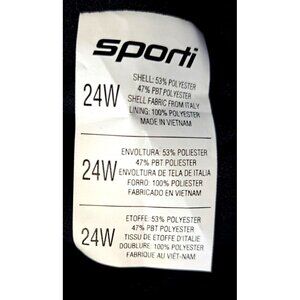 sporti
24W
SHELL: 53% POLYESTER
47% PBT POLYESTER
SHELL FABRIC FROM ITALY
LINING: 100% POLYESTER
MADE IN VIETNAM
24W
ENVOLTURA: 53% POLIESTER
47% PBT POLIESTER
ENVOLTURA DE TELA DE ITALIA
FORRO: 100% POLIESTER
FABRICADO EN VIETNAM
24W
ETOFFE: 53% POLYESTER
47% PBT POLYESTER
TISSU DE ETOFFE D'ITALIE
DOUBLURE: 100% POLYESTER
FABRIQUE AU VIET-NAM